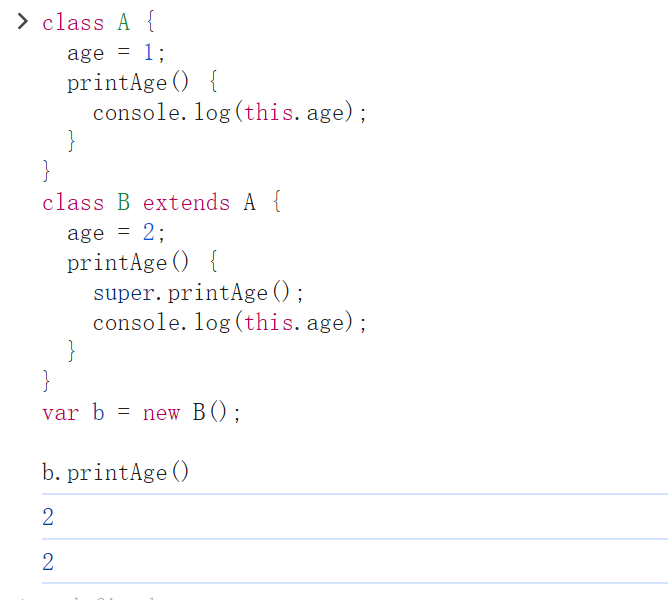 class A {
  age = 1;
  printAge() {
    console.log(this.age);
  }
}
class B extends A {
  age = 2;
  printAge() {
    super.printAge();
    console.log(this.age);
  }
}
var b = new B();

b.printAge()
2
2